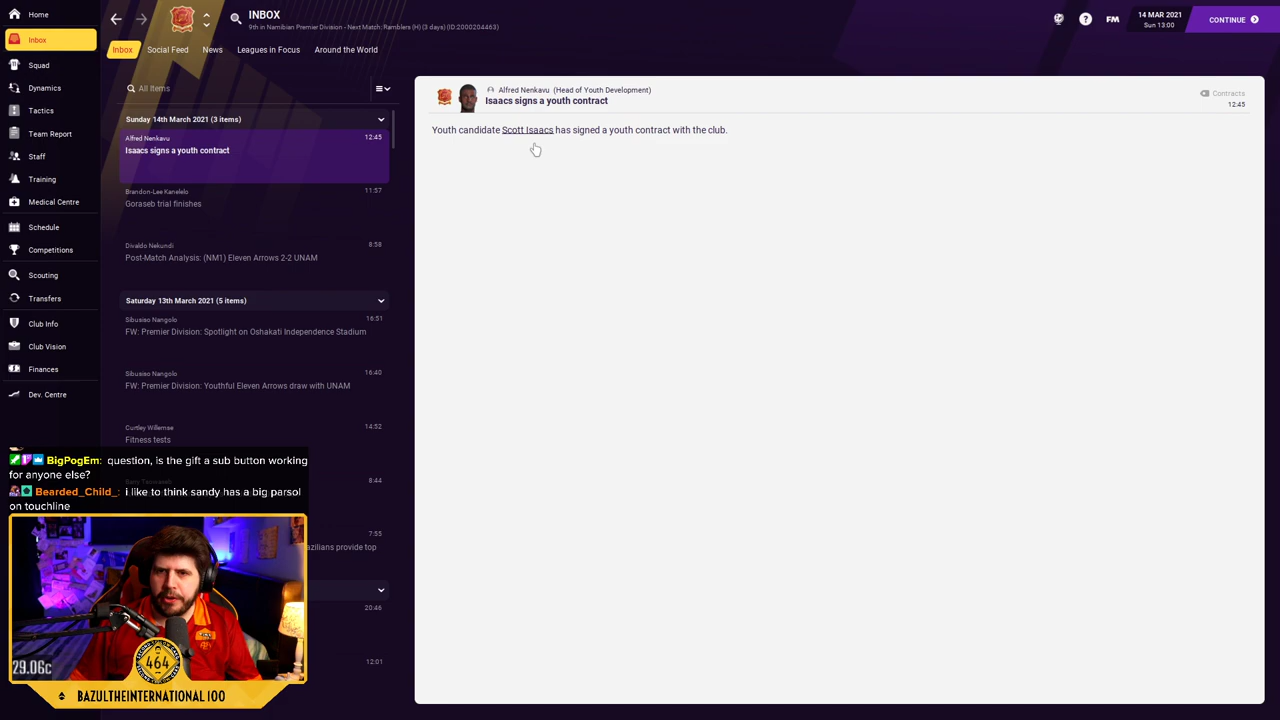 Home
Inbox
Squad
Dynamics
Tactics
Team Report
Staff
Training
Medical Centre
Schedule
Competitions
Scouting
Transfers
Club Info
Club Vision
Finances
Dev. Centre
INBOX
9th in Namibian Premier Division - Next Match: Ramblers (H) (3 days) (ID:2000204463)
FM
14 MAR 2021
Sun 13:00
CONTINUE
Inbox
Social Feed
News
Leagues in Focus
Around the World
All Items
Sunday 14th March 2021 (3 items)
Alfred Nenkavu 12:45
Isaacs signs a youth contract
Brandon-Lee Kanelelo 11:57
Goraseb trial finishes
Divaldo Nekundi 8:58
Post-Match Analysis: (NM1) Eleven Arrows 2-2 UNAM
Saturday 13th March 2021 (5 items)
Sibusiso Nangolo 16:51
FW: Premier Division: Spotlight on Oshakati Independence Stadium
Sibusiso Nangolo 16:40
FW: Premier Division: Youthful Eleven Arrows draw with UNAM
Curtley Willemse 14:52
Fitness tests
8:44
7:55
azilians provide top
20:46
12:01
Alfred Nenkavu (Head of Youth Development)
Isaacs signs a youth contract
Contracts
12:45
Youth candidate Scott Isaacs has signed a youth contract with the club.
BigPogEm: question, is the gift a sub button working
for anyone else?
Bearded_Child_: i like to think sandy has a big parsol
on touchline
29.06c
464
BAZULTHEINTERNATIONAL 100